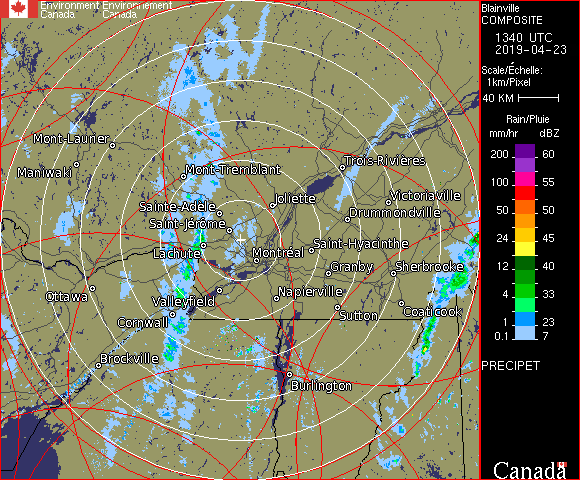 Environment Environnement
Canada Canada
Blainville
COMPOSITE
1340 UTC
2019-04-23
Scale/Échelle:
1km/Pixel
40 KM
Rain/Pluie
mm/hr dBZ
200 60
100 55
50 50
24 45
12 40
4 33
1 23
0.1 7
PRECIPET
Canada
Mont-Laurier
Maniwaki
Mont-Tremblant
Trois-Rivières
Joliette
Victoriaville
Sainte-Adèle
Drummondville
Saint-Jérôme
Saint-Hyacinthe
Lachute
Montréal
Granby
Sherbrooke
Ottawa
Valleyfield
Napierville
Cornwall
Sutton
Coaticook
Brockville
Burlington